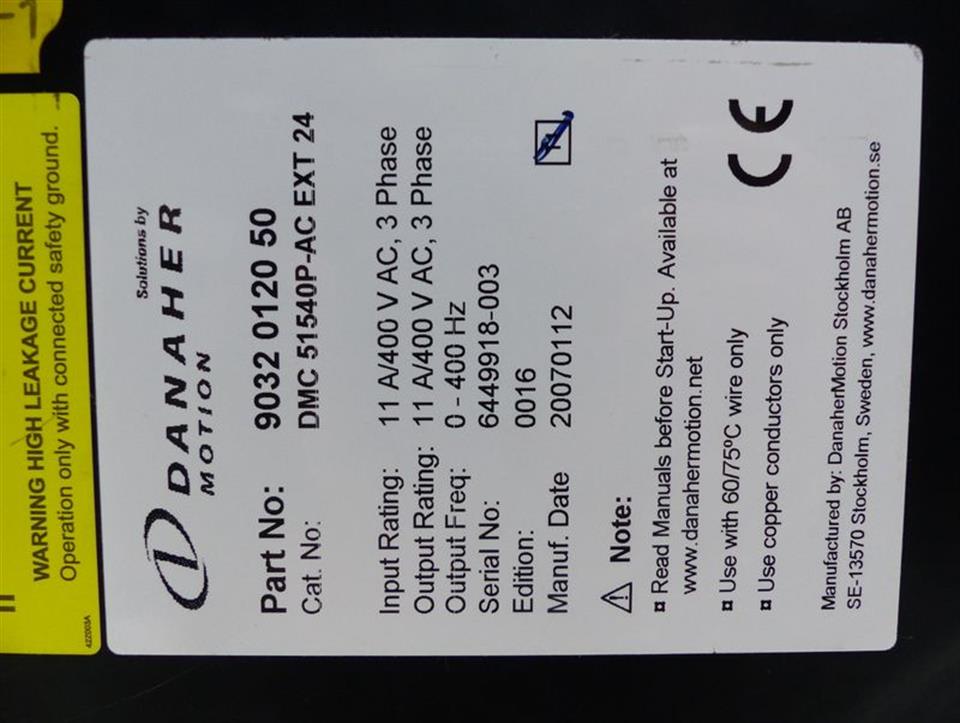 WARNING HIGH LEAKAGE CURRENT
Operation only with connected safety ground.
422003A
Solutions by
DANAHER
MOTION
Part No: 9032 0120 50
Cat. No: DMC 51540P-AC EXT 24
Input Rating: 11 A/400 V AC, 3 Phase
Output Rating: 11 A/400 V AC, 3 Phase
Output Freq: 0 - 400 Hz
Serial No: 6449918-003
Edition: 0016
Manuf. Date 20070112
Note:
¤ Read Manuals before Start-Up. Available at
www.danahermotion.net
¤ Use with 60/75ºC wire only
¤ Use copper conductors only
CE
Manufactured by: DanaherMotion Stockholm AB
SE-13570 Stockholm, Sweden, www.danahermotion.se